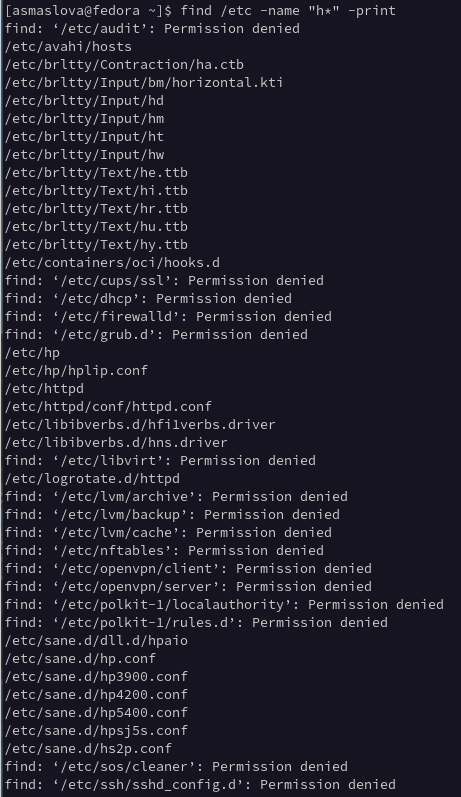 [asmaslova@fedora ~]$ find /etc -name "h*" -print
find: ‘/etc/audit’: Permission denied
/etc/avahi/hosts
/etc/brltty/Contraction/ha.ctb
/etc/brltty/Input/bm/horizontal.kti
/etc/brltty/Input/hd
/etc/brltty/Input/hm
/etc/brltty/Input/ht
/etc/brltty/Input/hw
/etc/brltty/Text/he.ttb
/etc/brltty/Text/hi.ttb
/etc/brltty/Text/hr.ttb
/etc/brltty/Text/hu.ttb
/etc/brltty/Text/hy.ttb
/etc/containers/oci/hooks.d
find: ‘/etc/cups/ssl’: Permission denied
find: ‘/etc/dhcp’: Permission denied
find: ‘/etc/firewalld’: Permission denied
find: ‘/etc/grub.d’: Permission denied
/etc/hp
/etc/hp/hplip.conf
/etc/httpd
/etc/httpd/conf/httpd.conf
/etc/libibverbs.d/hfi1verbs.driver
/etc/libibverbs.d/hns.driver
find: ‘/etc/libvirt’: Permission denied
/etc/logrotate.d/httpd
find: ‘/etc/lvm/archive’: Permission denied
find: ‘/etc/lvm/backup’: Permission denied
find: ‘/etc/lvm/cache’: Permission denied
find: ‘/etc/nftables’: Permission denied
find: ‘/etc/openvpn/client’: Permission denied
find: ‘/etc/openvpn/server’: Permission denied
find: ‘/etc/polkit-1/localauthority’: Permission denied
find: ‘/etc/polkit-1/rules.d’: Permission denied
/etc/sane.d/dll.d/hpaio
/etc/sane.d/hp.conf
/etc/sane.d/hp3900.conf
/etc/sane.d/hp4200.conf
/etc/sane.d/hp5400.conf
/etc/sane.d/hpsj5s.conf
/etc/sane.d/hs2p.conf
find: ‘/etc/sos/cleaner’: Permission denied
find: ‘/etc/ssh/sshd_config.d’: Permission denied